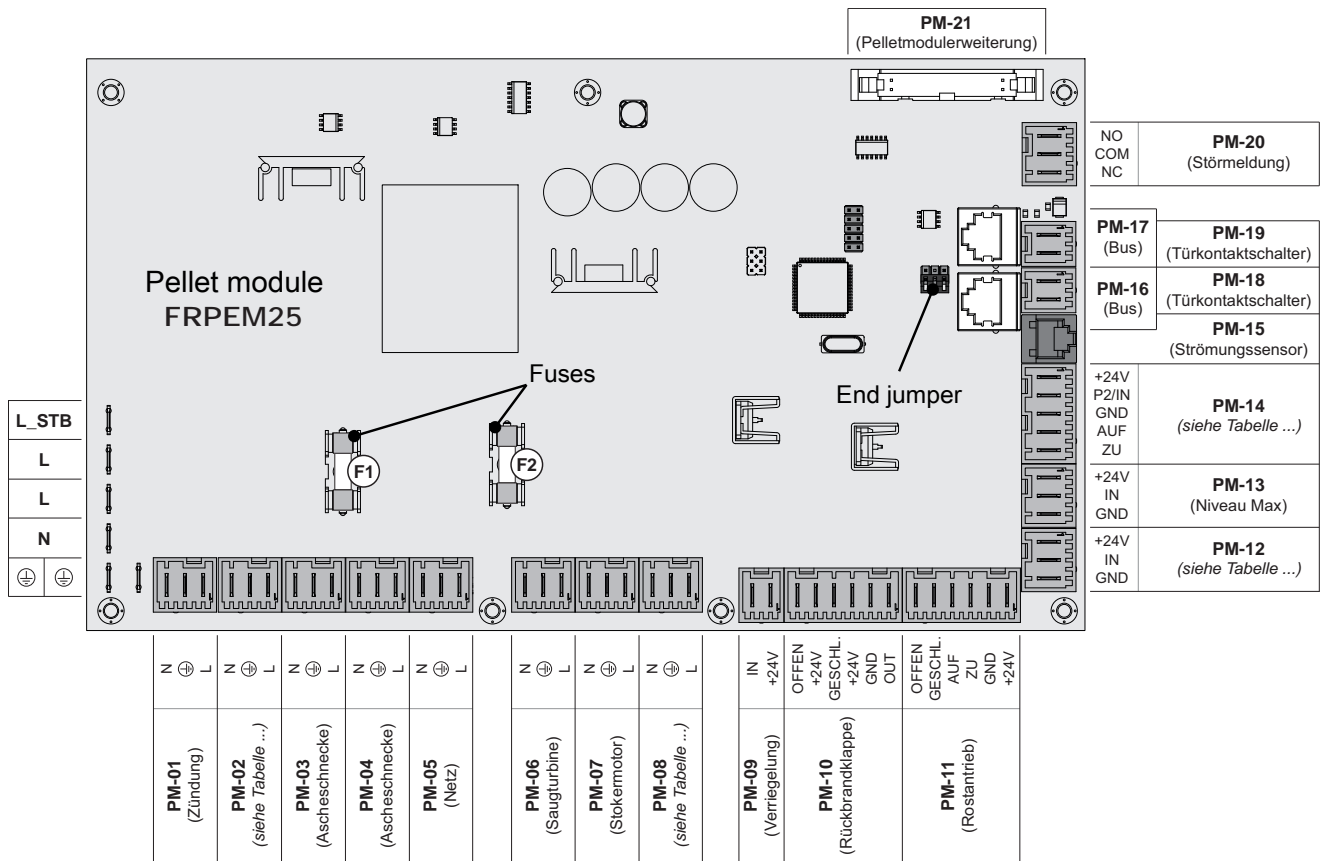 PM-21
(Pelletmodulerweiterung)
NO
COM
NC
PM-20
(Störmeldung)
PM-17
(Bus)
PM-19
(Türkontaktschalter)
PM-16
(Bus)
PM-18
(Türkontaktschalter)
PM-15
(Strömungssensor)
Pellet module
FRPEM25
Fuses
End jumper
F1
F2
+24V
P2/IN
GND
AUF
ZU
PM-14
(siehe Tabelle ...)
+24V
IN
GND
PM-13
(Niveau Max)
+24V
IN
GND
PM-12
(siehe Tabelle ...)
L_STB
L
L
N
N
L
PM-01
(Zündung)
N
L
PM-02
(siehe Tabelle ...)
N
L
PM-03
(Ascheschnecke)
N
L
PM-04
(Ascheschnecke)
N
L
PM-05
(Netz)
N
L
PM-06
(Saugturbine)
N
L
PM-07
(Stokermotor)
N
L
PM-08
(siehe Tabelle ...)
IN
+24V
PM-09
(Verriegelung)
OFFEN
+24V
GESCHL.
+24V
GND
OUT
PM-10
(Rückbrandklappe)
OFFEN
GESCHL.
AUF
ZU
GND
+24V
PM-11
(Rostantrieb)